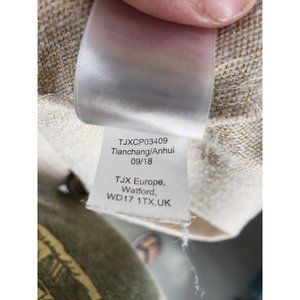 TJXCP03409
Tianchang/Anhui
09/18
TJX Europe,
Watford,
WD17 1TX,UK